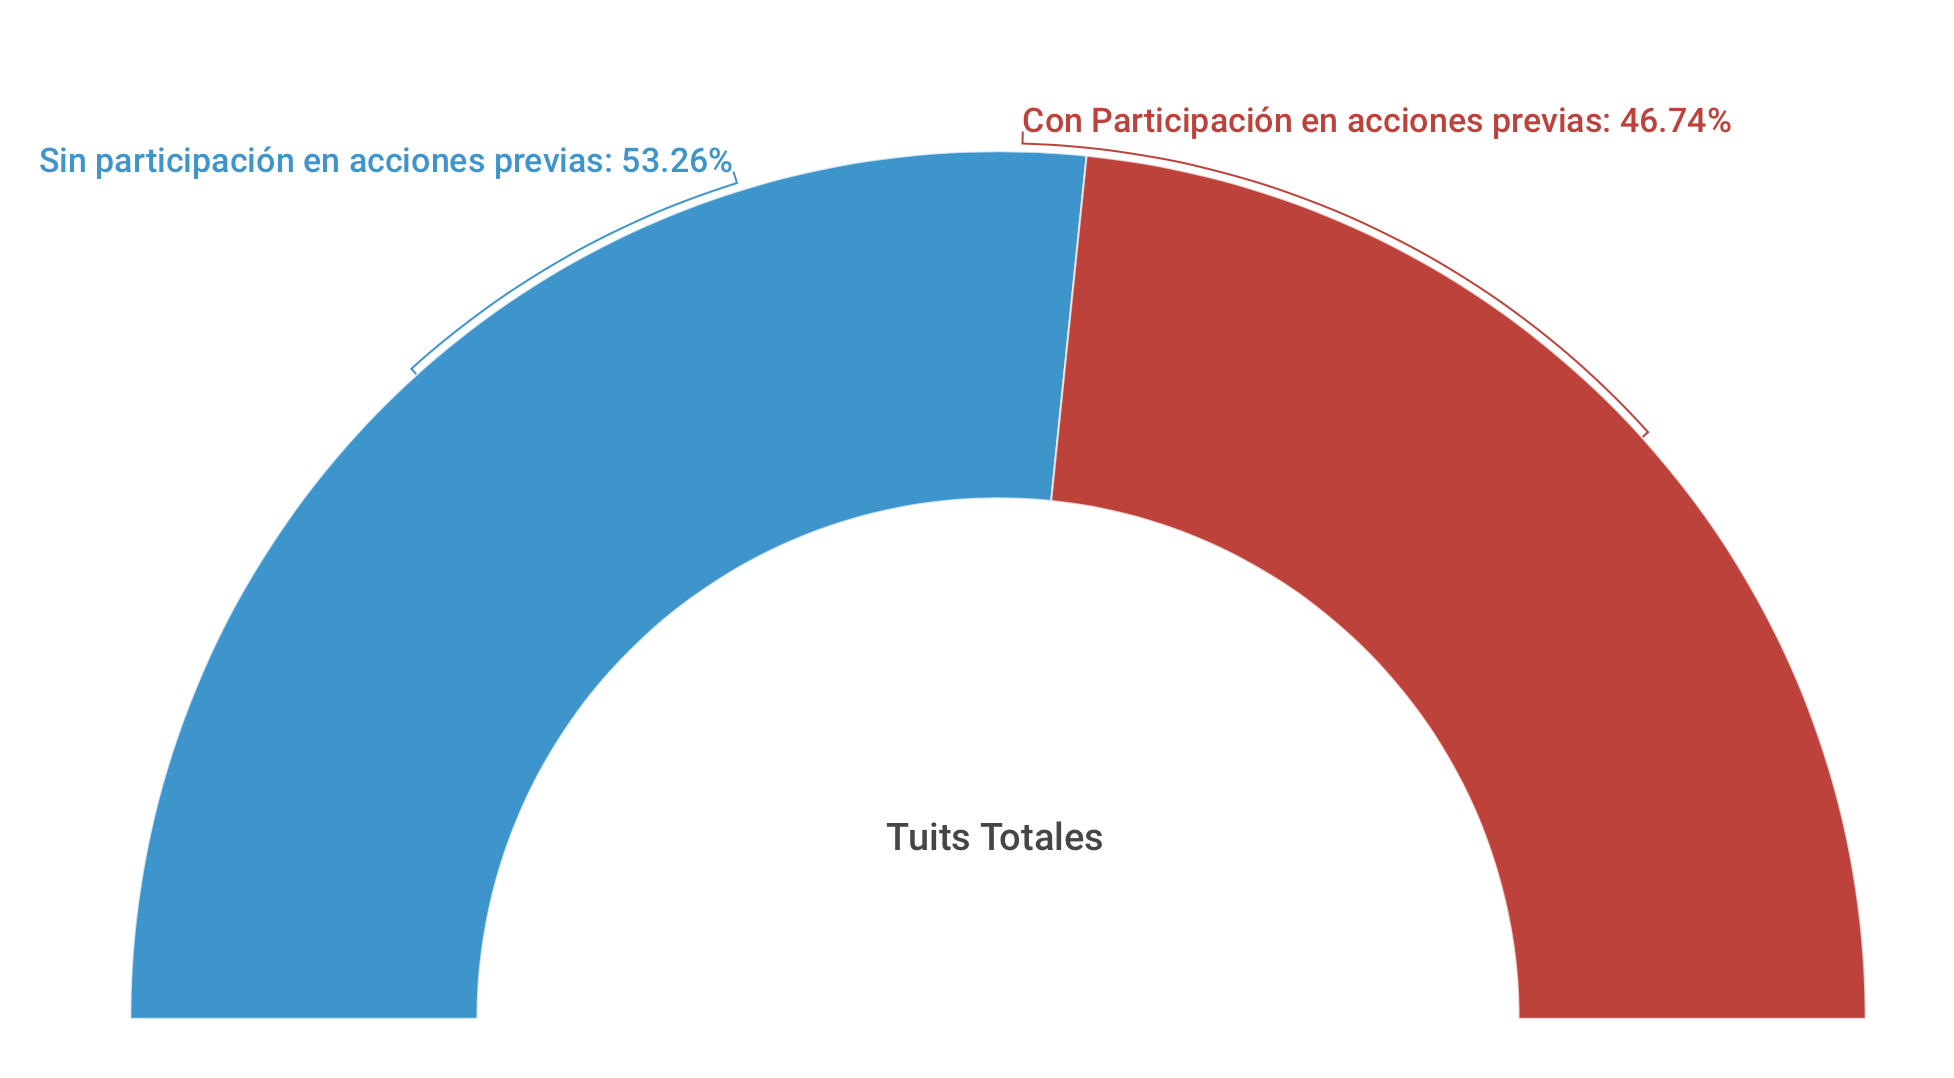 Con Participación en acciones previas: 46.74%
Sin participación en acciones previas: 53.26%
Tuits Totales